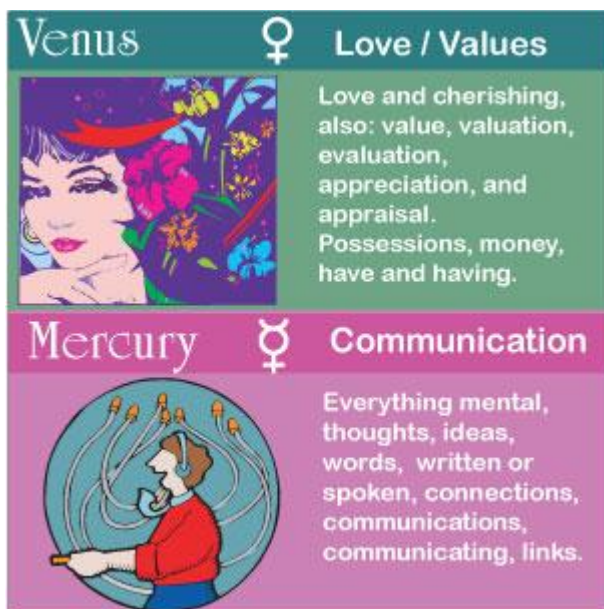 Venus ♀ Love / Values
Love and cherishing,
also: value, valuation,
evaluation,
appreciation, and
appraisal.
Possessions, money,
have and having.
Mercury ☿ Communication
Everything mental,
thoughts, ideas,
words, written or
spoken, connections,
communications,
communicating, links.